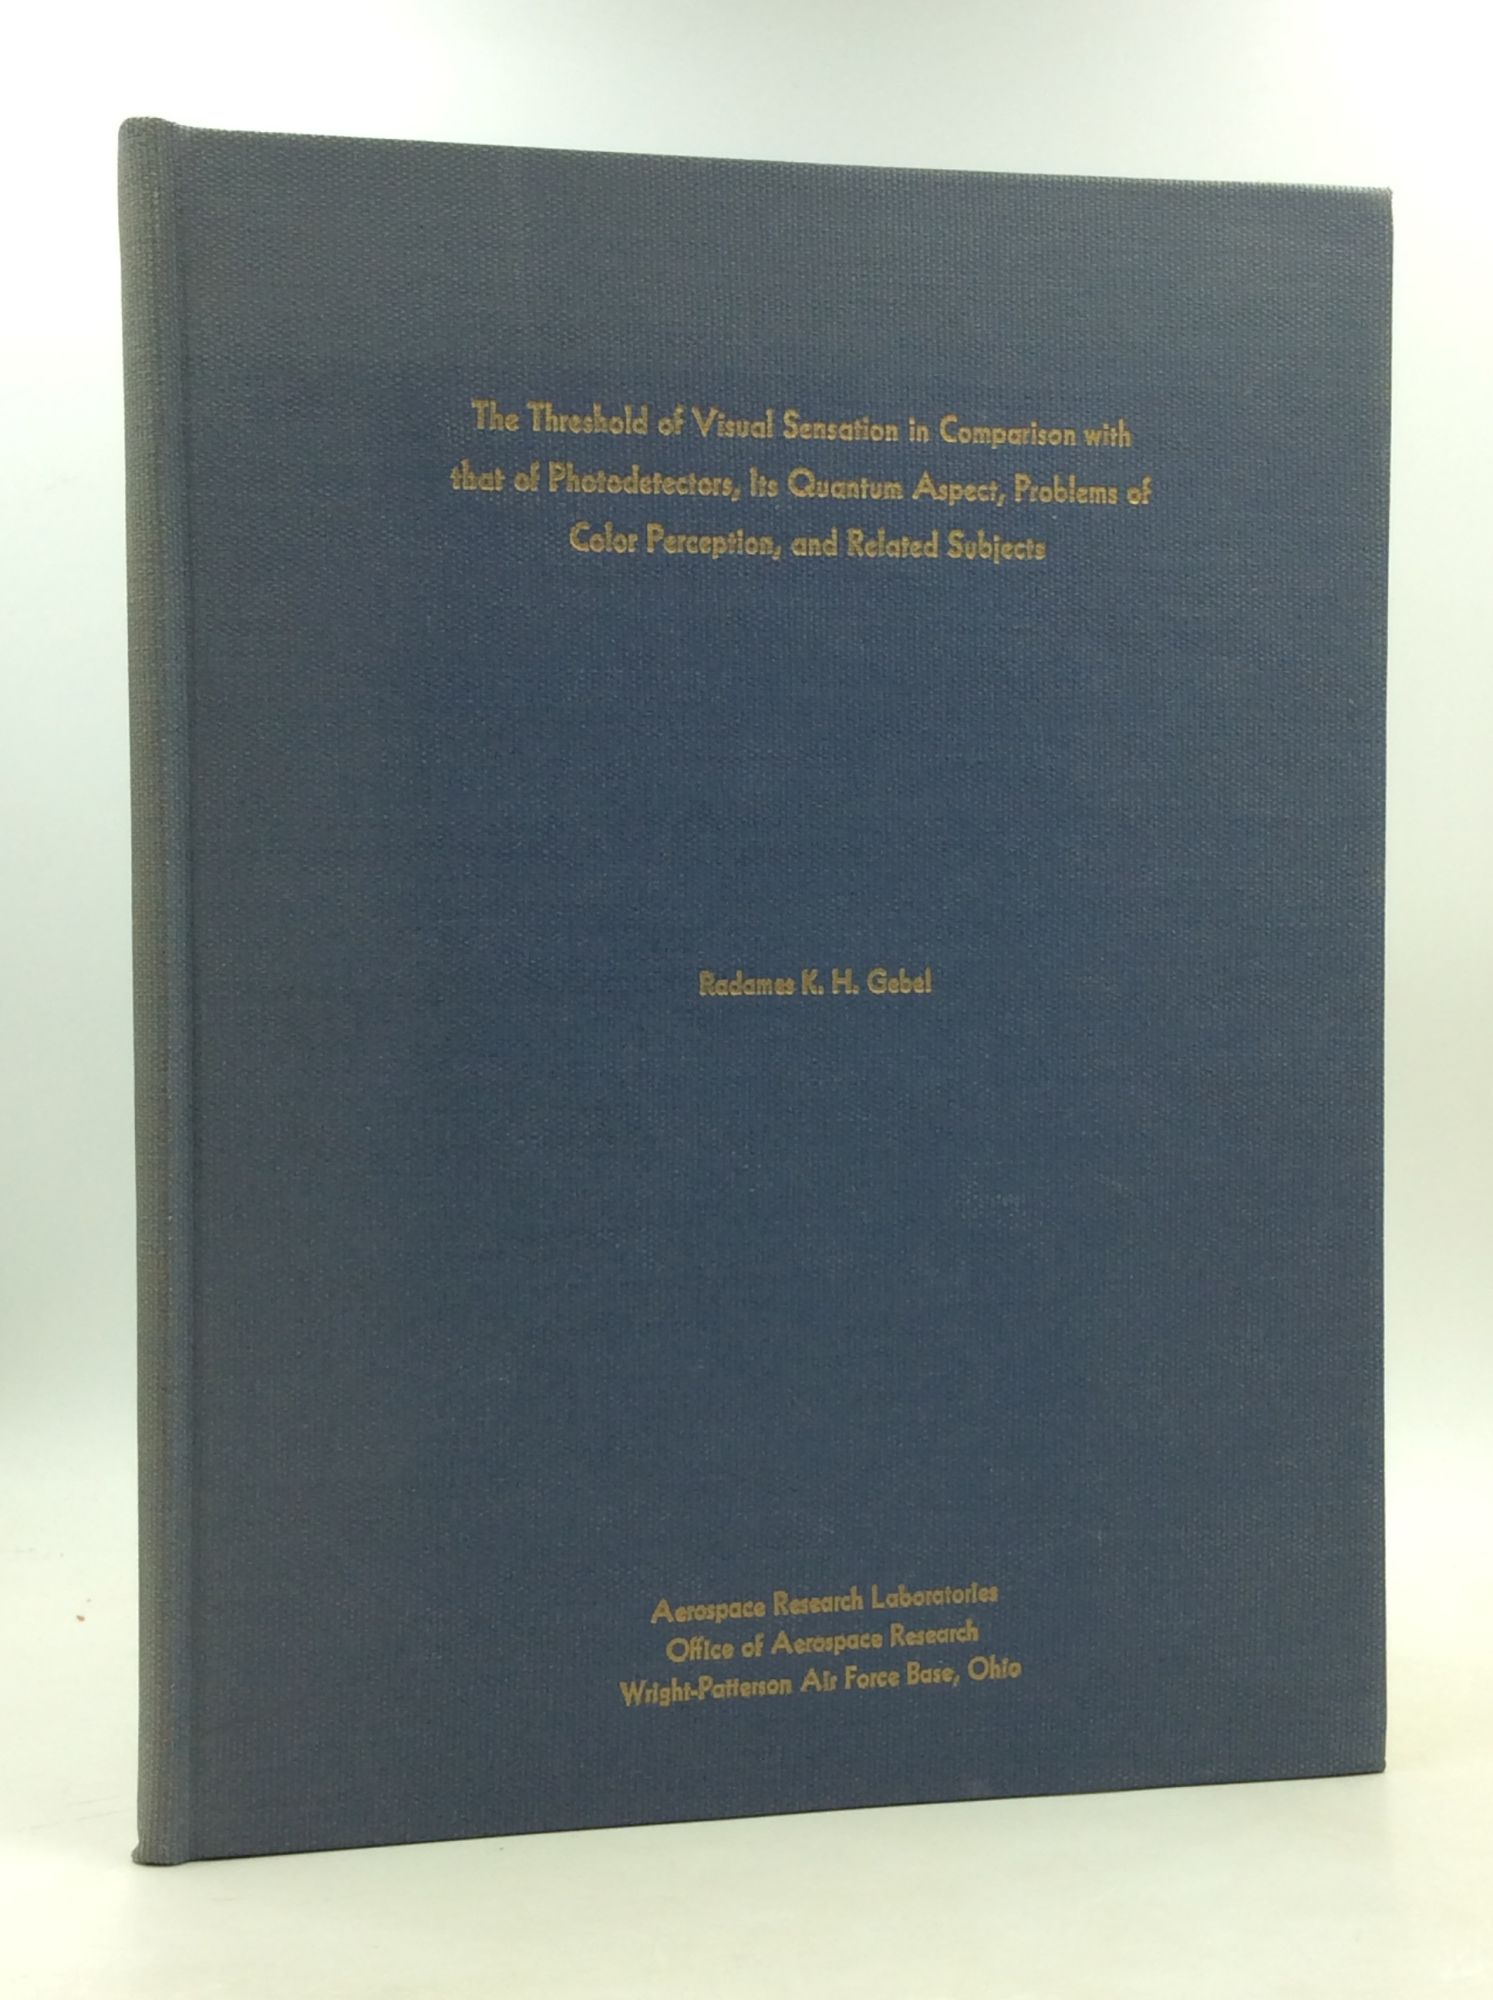 The Threshold of Visual Sensation in Comparison with
that of Photodetectors, Its Quantum Aspect, Problems of
Color Perception, and Related Subjects
Radames K. H. Gebel
Aerospace Research Laboratories
Office of Aerospace Research
Wright-Patterson Air Force Base, Ohio